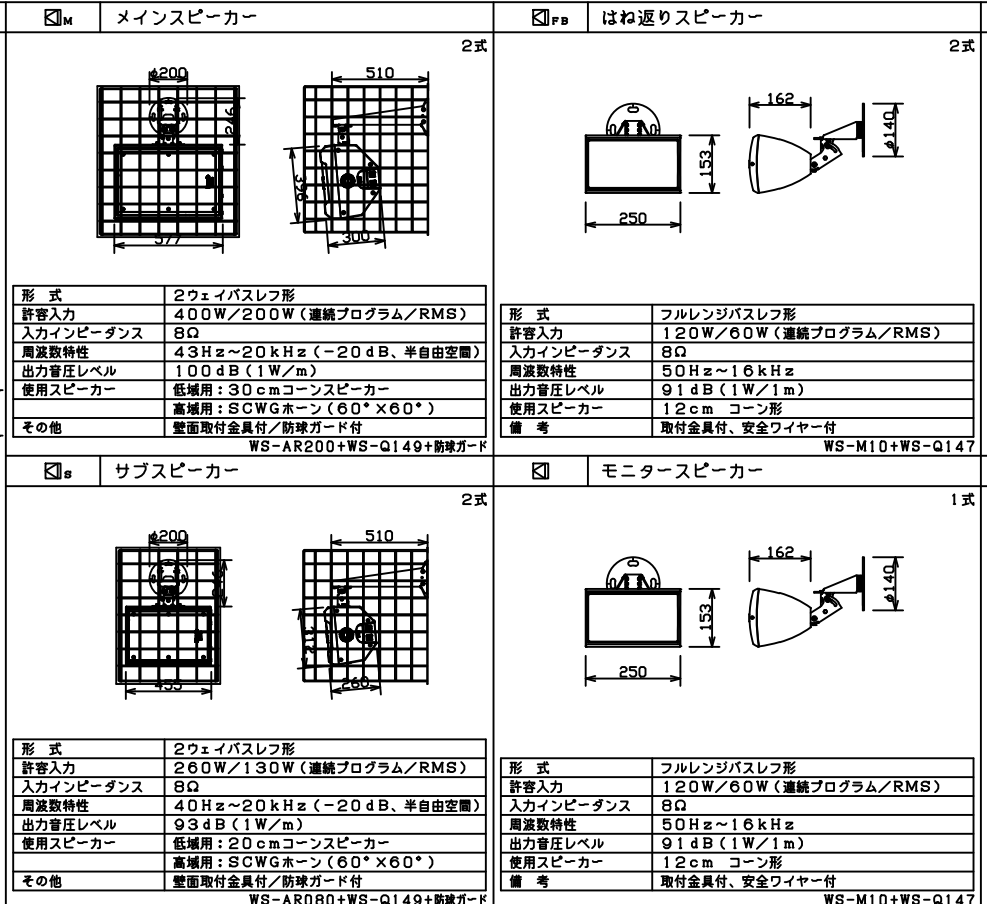 M メインスピーカー
2式
φ200
510
246
396
577
300
形 式 2ウェイバスレフ形
許容入力 400W/200W(連続プログラム/RMS)
入力インピーダンス 8Ω
周波数特性 43Hz~20kHz(-20dB、半自由空間)
出力音圧レベル 100dB(1W/m)
使用スピーカー 低域用:30cmコーンスピーカー
高域用:SCWGホーン(60°×60°)
その他 壁面取付金具付/防球ガード付
WS-AR200+WS-Q149+防球ガード
FB はね返りスピーカー
2式
162
φ140
153
250
形 式 フルレンジバスレフ形
許容入力 120W/60W(連続プログラム/RMS)
入力インピーダンス 8Ω
周波数特性 50Hz~16kHz
出力音圧レベル 91dB(1W/1m)
使用スピーカー 12cm コーン形
備 考 取付金具付、安全ワイヤー付
WS-M10+WS-Q147
S サブスピーカー
2式
φ200
510
312
260
形 式 2ウェイバスレフ形
許容入力 260W/130W(連続プログラム/RMS)
入力インピーダンス 8Ω
周波数特性 40Hz~20kHz(-20dB、半自由空間)
出力音圧レベル 93dB(1W/m)
使用スピーカー 低域用:20cmコーンスピーカー
高域用:SCWGホーン(60°×60°)
その他 壁面取付金具付/防球ガード付
WS-AR080+WS-Q149+防球ガード
モニタースピーカー
1式
162
φ140
153
250
形 式 フルレンジバスレフ形
許容入力 120W/60W(連続プログラム/RMS)
入力インピーダンス 8Ω
周波数特性 50Hz~16kHz
出力音圧レベル 91dB(1W/1m)
使用スピーカー 12cm コーン形
備 考 取付金具付、安全ワイヤー付
WS-M10+WS-Q147